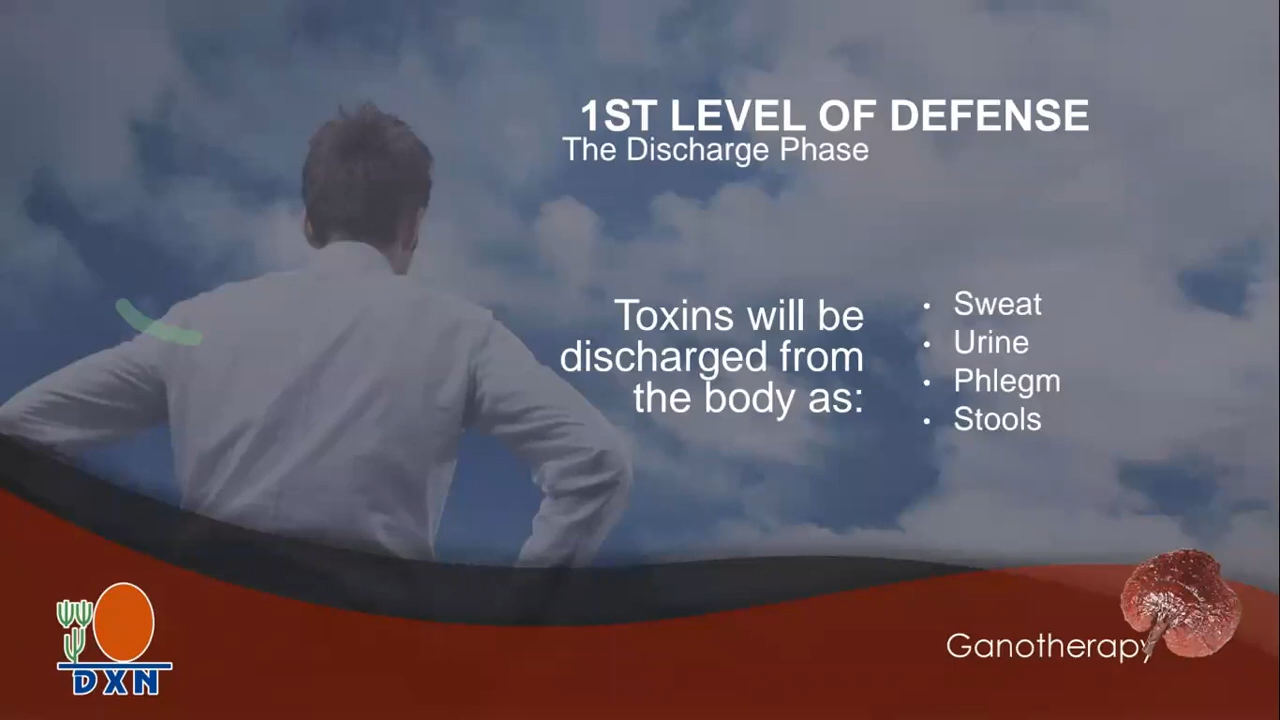 1ST LEVEL OF DEFENSE
The Discharge Phase
Toxins will be
discharged from
the body as:
• Sweat
• Urine
• Phlegm
• Stools
DXN
Ganotherapy